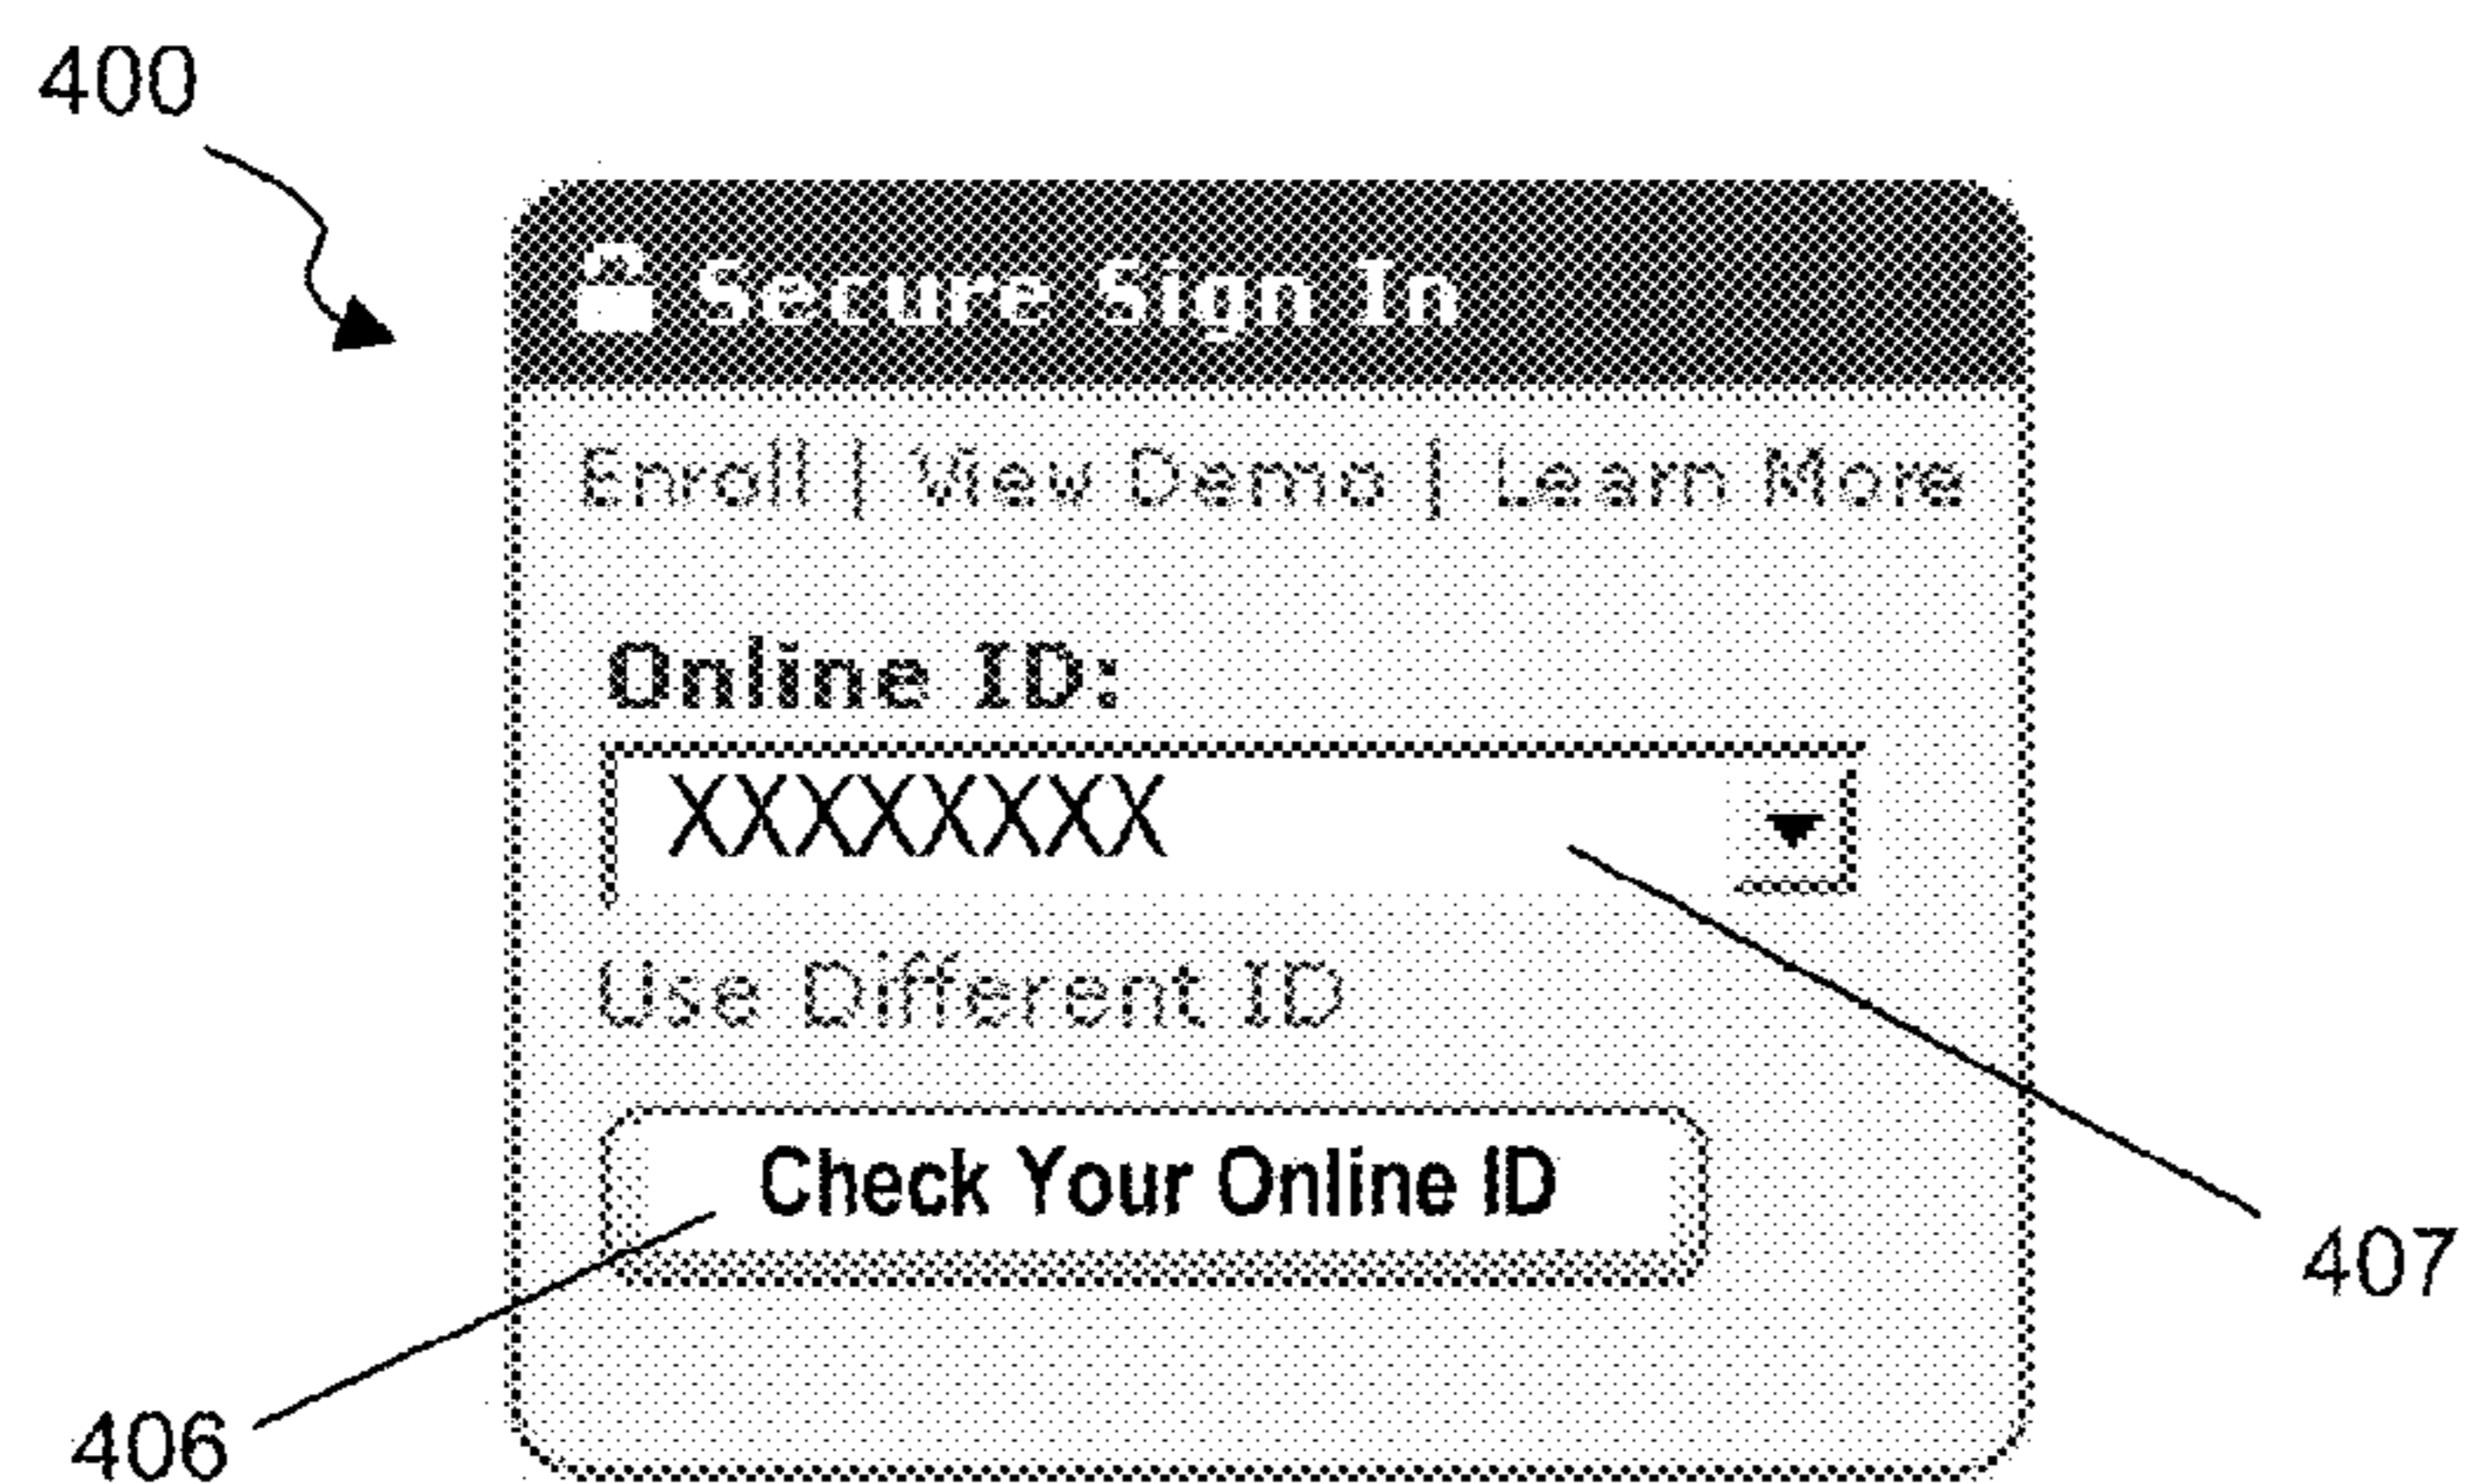 400
Secure Sign In
Enroll | View Demo | Learn More
Online ID:
XXXXXXXX
Use Different ID
Check Your Online ID
407
406